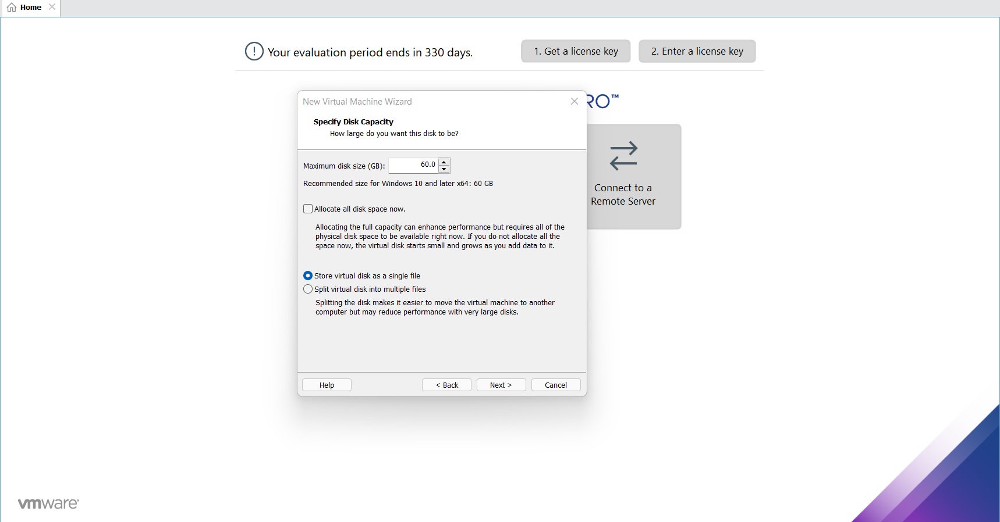 Home
Your evaluation period ends in 330 days.
1. Get a license key
2. Enter a license key
RO™
New Virtual Machine Wizard
Specify Disk Capacity
How large do you want this disk to be?
Maximum disk size (GB): 60.0
Recommended size for Windows 10 and later x64: 60 GB
Allocate all disk space now.
Allocating the full capacity can enhance performance but requires all of the
physical disk space to be available right now. If you do not allocate all the
space now, the virtual disk starts small and grows as you add data to it.
Store virtual disk as a single file
Split virtual disk into multiple files
Splitting the disk makes it easier to move the virtual machine to another
computer but may reduce performance with very large disks.
Help
< Back
Next >
Cancel
Connect to a
Remote Server
vmware®